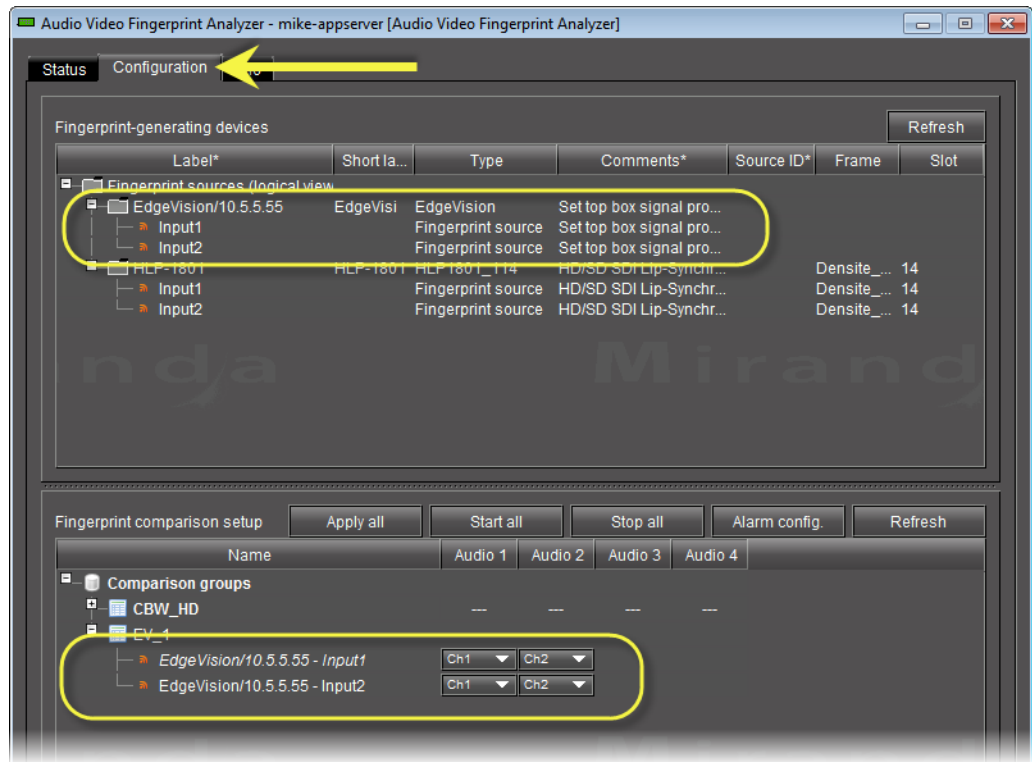 Audio Video Fingerprint Analyzer - mike-appserver [Audio Video Fingerprint Analyzer]
Status Configuration
Fingerprint-generating devices Refresh
Label* Short la... Type Comments* Source ID* Frame Slot
Fingerprint sources (logical view
EdgeVision/10.5.5.55 EdgeVisi EdgeVision Set top box signal pro...
Input1 Fingerprint source Set top box signal pro...
Input2 Fingerprint source Set top box signal pro...
HLP-1801 HLP-1801 HLP1801_114 HD/SD SDI Lip-Synchr... Densite_... 14
Input1 Fingerprint source HD/SD SDI Lip-Synchr... Densite_... 14
Input2 Fingerprint source HD/SD SDI Lip-Synchr... Densite_... 14
nda Mirand
Fingerprint comparison setup Apply all Start all Stop all Alarm config. Refresh
Name Audio 1 Audio 2 Audio 3 Audio 4
Comparison groups
CBW_HD --- --- --- ---
EV_1
EdgeVision/10.5.5.55 - Input1 Ch1 Ch2
EdgeVision/10.5.5.55 - Input2 Ch1 Ch2